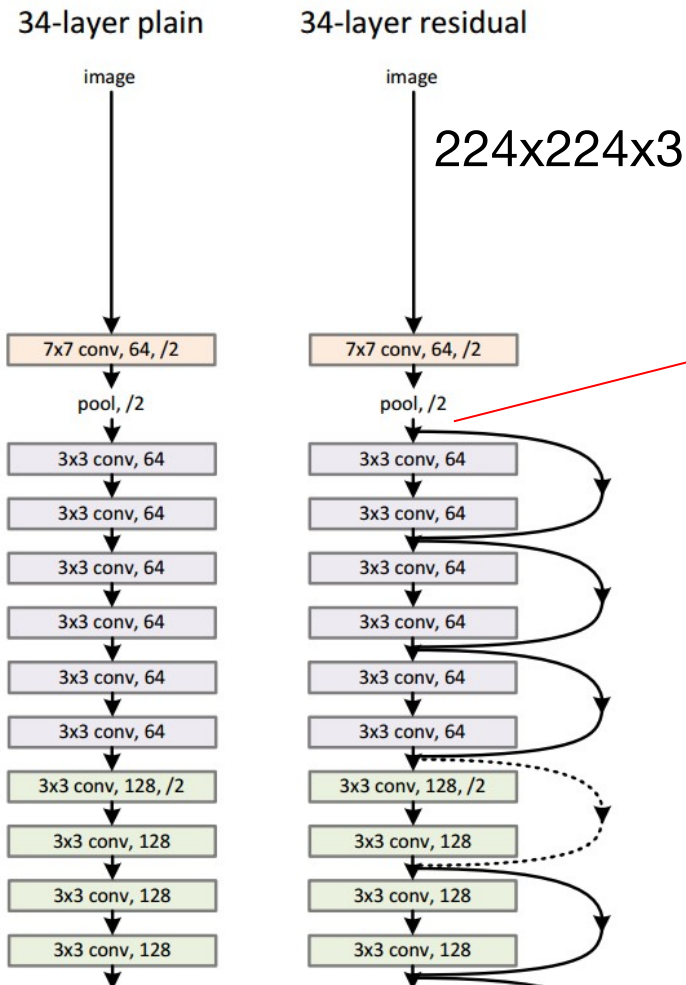 34-layer plain
34-layer residual
image
image
224x224x3
7x7 conv, 64, /2
7x7 conv, 64, /2
pool, /2
pool, /2
3x3 conv, 64
3x3 conv, 64
3x3 conv, 64
3x3 conv, 64
3x3 conv, 64
3x3 conv, 64
3x3 conv, 64
3x3 conv, 64
3x3 conv, 64
3x3 conv, 64
3x3 conv, 64
3x3 conv, 64
3x3 conv, 128, /2
3x3 conv, 128, /2
3x3 conv, 128
3x3 conv, 128
3x3 conv, 128
3x3 conv, 128
3x3 conv, 128
3x3 conv, 128